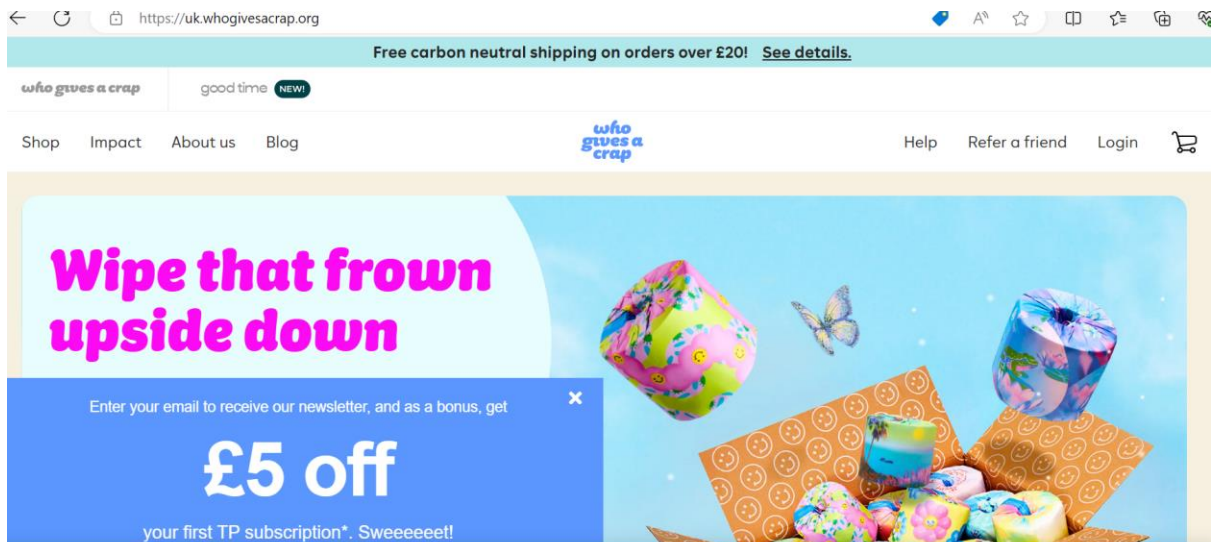 https://uk.whogivesacrap.org
Free carbon neutral shipping on orders over £20! See details.
who gives a crap good time NEW!
Shop Impact About us Blog
who
gives a
crap
Help Refer a friend Login
Wipe that frown
upside down
Enter your email to receive our newsletter, and as a bonus, get
£5 off
your first TP subscription*. Sweeeeeet!